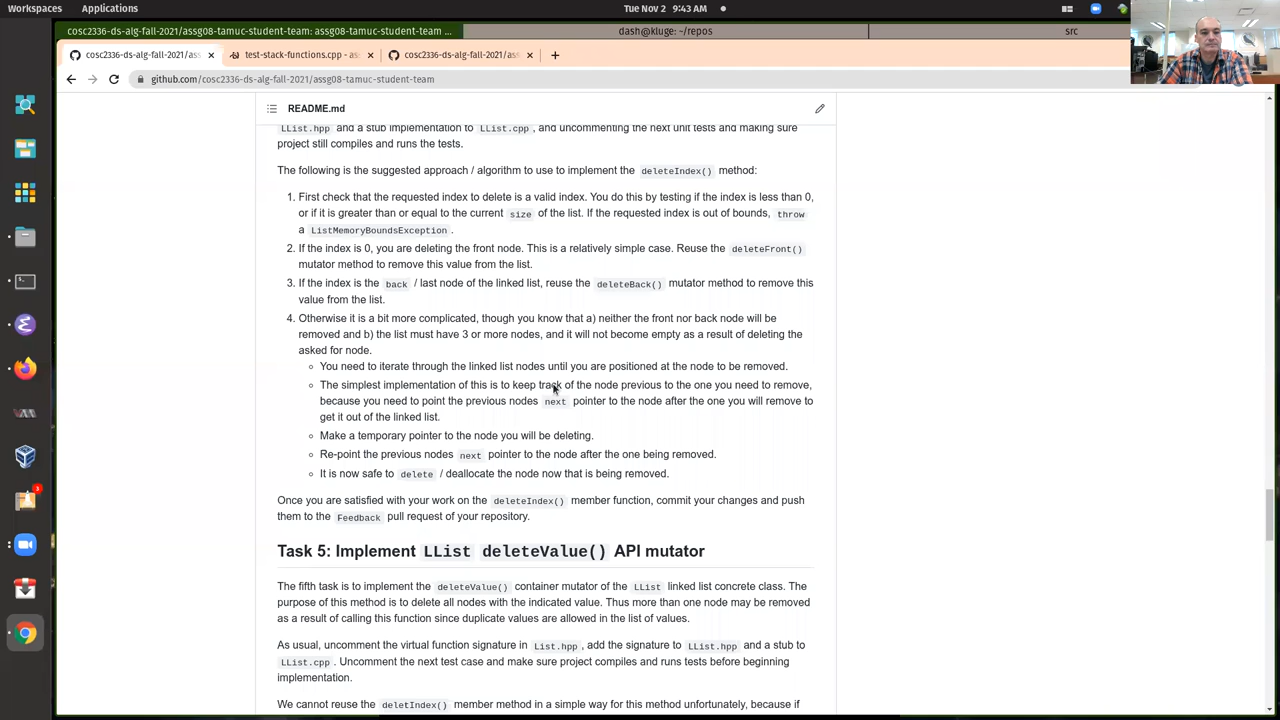 Workspaces Applications Tue Nov 2 9:43 AM
cosc2336-ds-alg-fall-2021/assg08-tamuc-student-team: assg08-tamuc-student-team ... dash@kluge: ~/repos src
cosc2336-ds-alg-fall-2021/ass × test-stack-functions.cpp - ass × cosc2336-ds-alg-fall-2021/ass × +
github.com/cosc2336-ds-alg-fall-2021/assg08-tamuc-student-team
README.md
LList.hpp and a stub implementation to LList.cpp , and uncommenting the next unit tests and making sure
project still compiles and runs the tests.
The following is the suggested approach / algorithm to use to implement the deleteIndex() method:
1. First check that the requested index to delete is a valid index. You do this by testing if the index is less than 0,
or if it is greater than or equal to the current size of the list. If the requested index is out of bounds, throw
a ListMemoryBoundsException .
2. If the index is 0, you are deleting the front node. This is a relatively simple case. Reuse the deleteFront()
mutator method to remove this value from the list.
3. If the index is the back / last node of the linked list, reuse the deleteBack() mutator method to remove this
value from the list.
4. Otherwise it is a bit more complicated, though you know that a) neither the front nor back node will be
removed and b) the list must have 3 or more nodes, and it will not become empty as a result of deleting the
asked for node.
◦ You need to iterate through the linked list nodes until you are positioned at the node to be removed.
◦ The simplest implementation of this is to keep track of the node previous to the one you need to remove,
because you need to point the previous nodes next pointer to the node after the one you will remove to
get it out of the linked list.
◦ Make a temporary pointer to the node you will be deleting.
◦ Re-point the previous nodes next pointer to the node after the one being removed.
◦ It is now safe to delete / deallocate the node now that is being removed.
Once you are satisfied with your work on the deleteIndex() member function, commit your changes and push
them to the Feedback pull request of your repository.
Task 5: Implement LList deleteValue() API mutator
The fifth task is to implement the deleteValue() container mutator of the LList linked list concrete class. The
purpose of this method is to delete all nodes with the indicated value. Thus more than one node may be removed
as a result of calling this function since duplicate values are allowed in the list of values.
As usual, uncomment the virtual function signature in List.hpp , add the signature to LList.hpp and a stub to
LList.cpp . Uncomment the next test case and make sure project compiles and runs tests before beginning
implementation.
We cannot reuse the deletIndex() member method in a simple way for this method unfortunately, because if